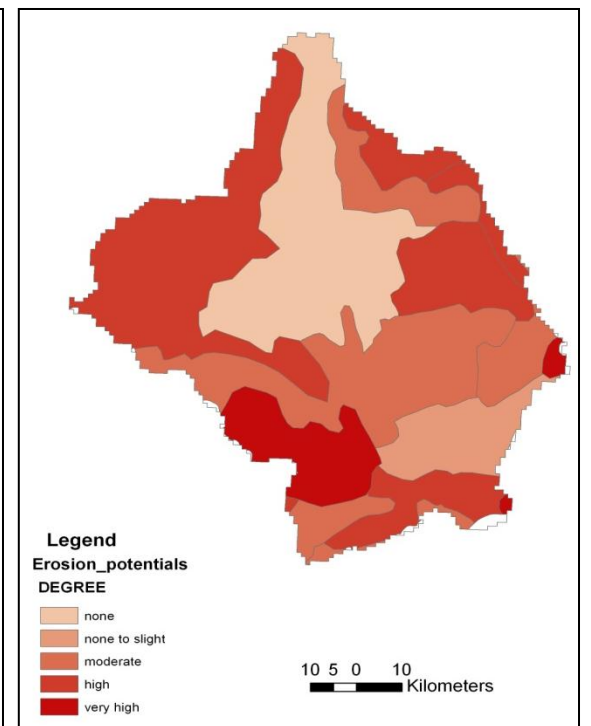 Legend
Erosion_potentials
DEGREE
none
none to slight
moderate
high
very high
10 5 0 10
Kilometers